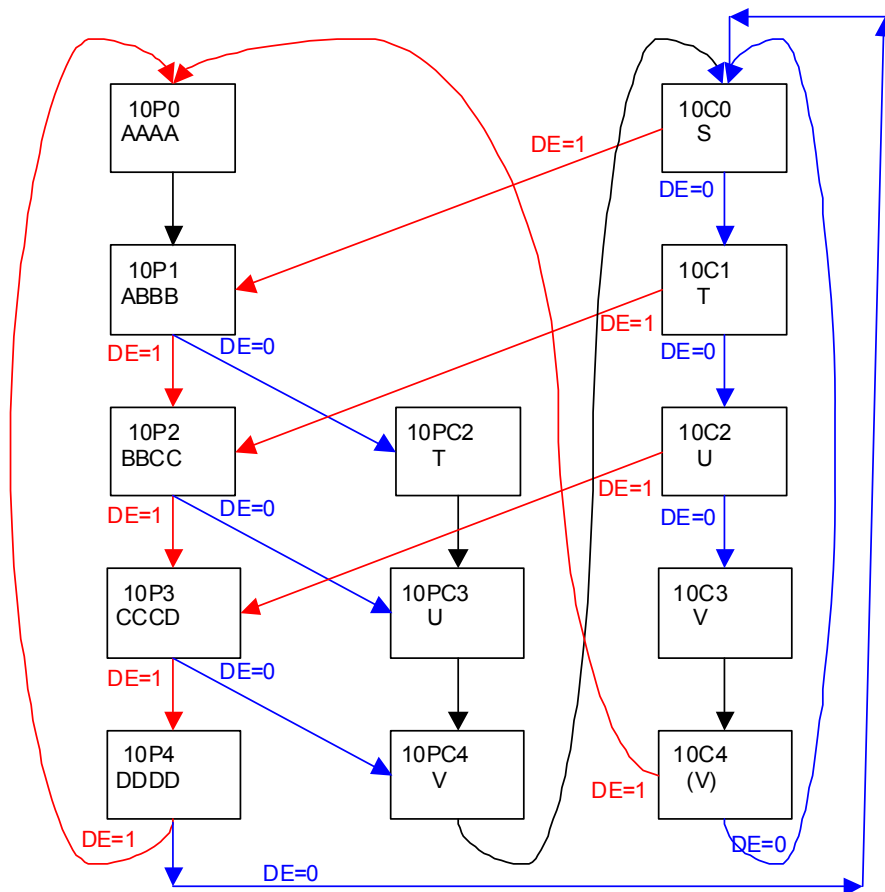 10P0
AAAA
10C0
S
DE=1
DE=0
10P1
ABBB
10C1
T
DE=1
DE=0
DE=1
DE=0
10P2
BBCC
10PC2
T
10C2
U
DE=1
DE=0
DE=1
DE=0
10P3
CCCD
10PC3
U
10C3
V
DE=1
DE=0
10P4
DDDD
10PC4
V
10C4
(V)
DE=1
DE=1
DE=0
DE=0